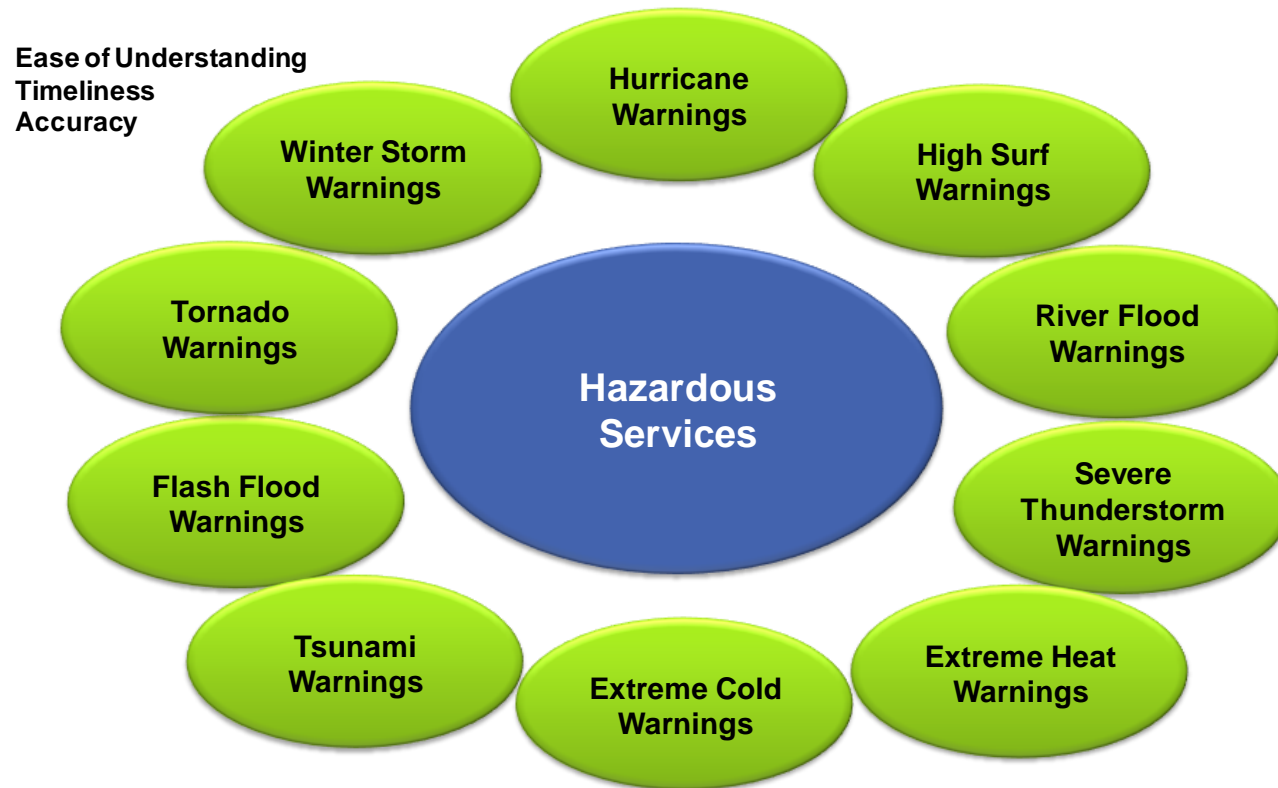 Ease of Understanding
Timeliness
Accuracy
Hurricane
Warnings
Winter Storm
Warnings
High Surf
Warnings
Tornado
Warnings
River Flood
Warnings
Hazardous
Services
Flash Flood
Warnings
Severe
Thunderstorm
Warnings
Tsunami
Warnings
Extreme Cold
Warnings
Extreme Heat
Warnings